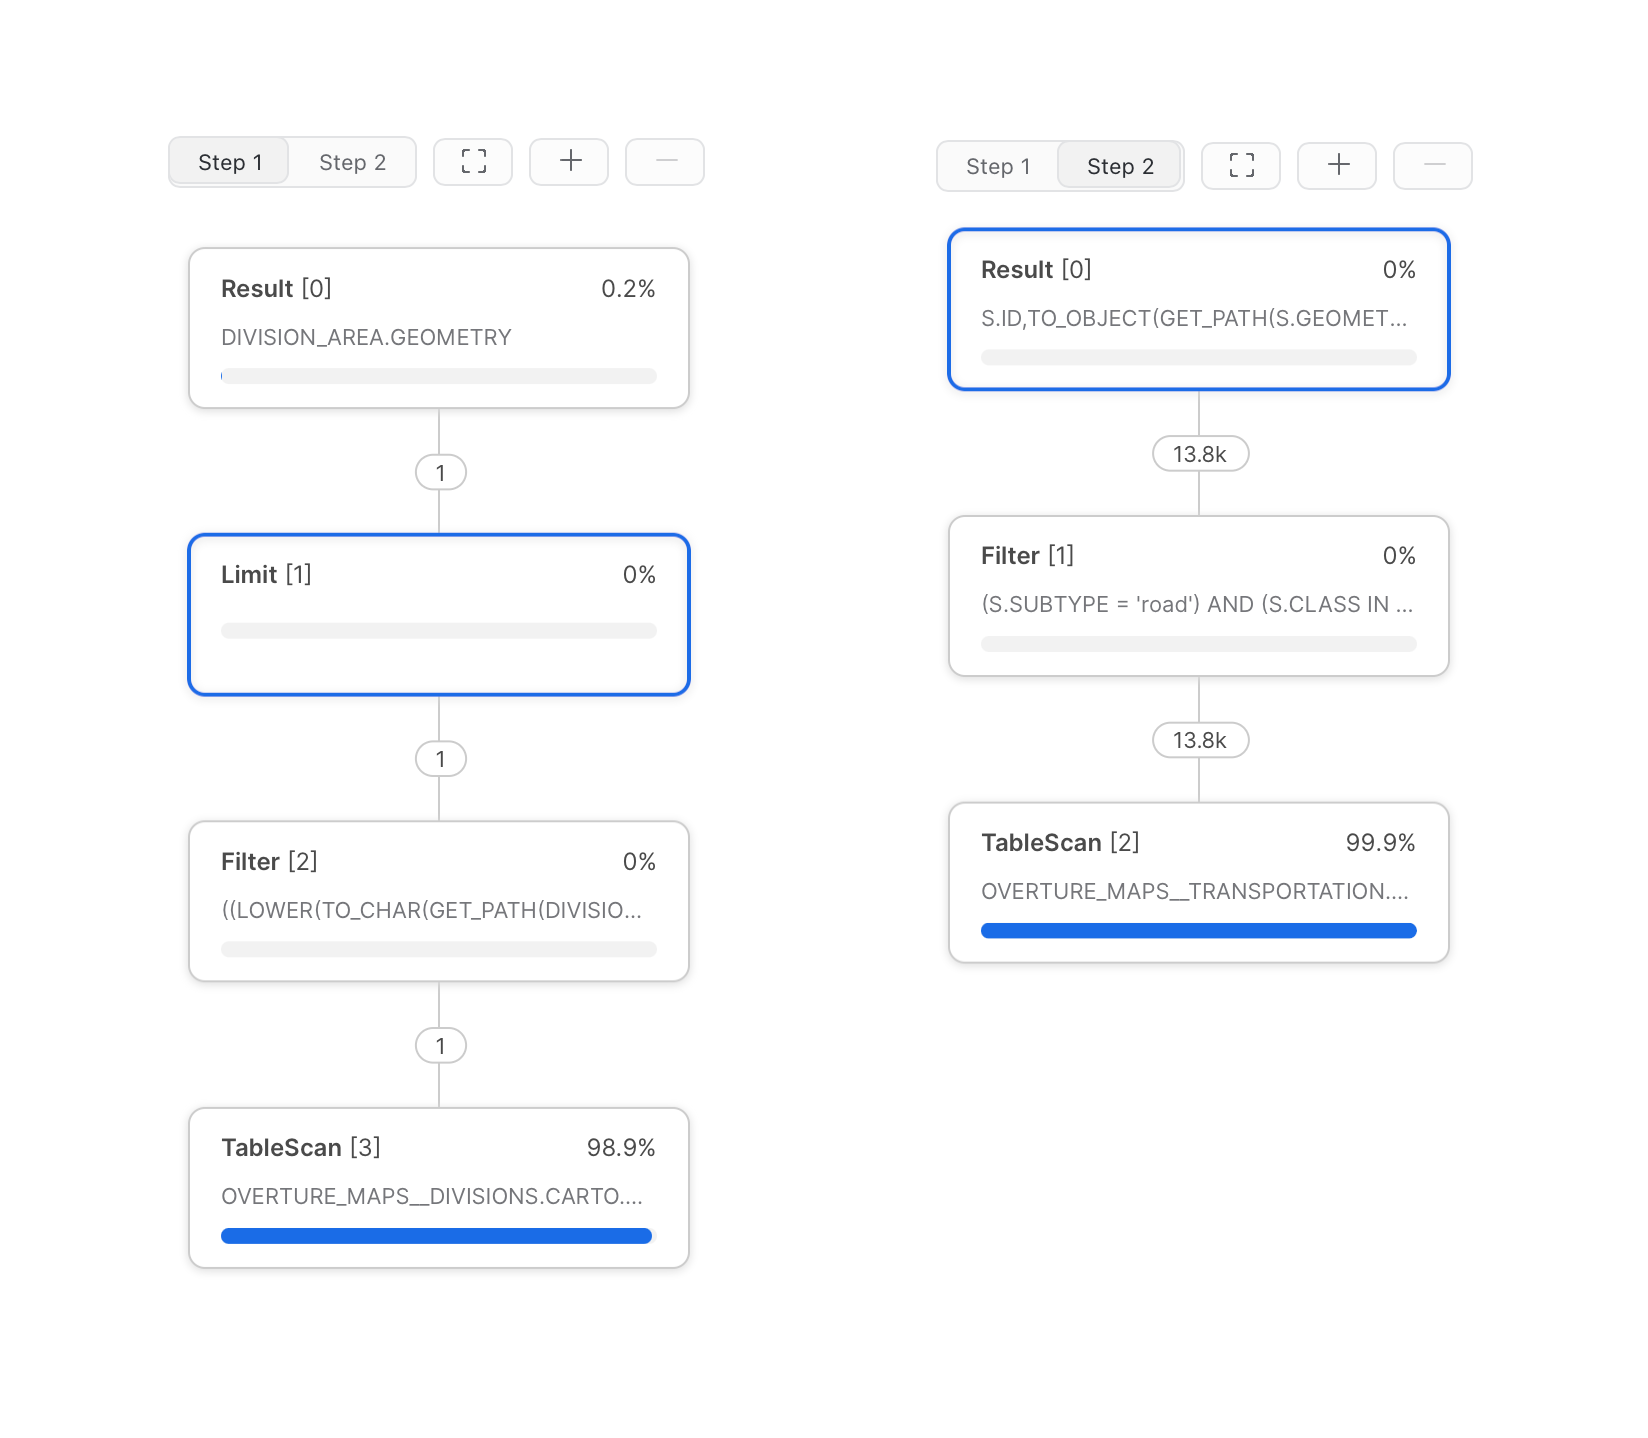 Step 1 Step 2
Result [0] 0.2%
DIVISION_AREA.GEOMETRY
1
Limit [1] 0%
1
Filter [2] 0%
((LOWER(TO_CHAR(GET_PATH(DIVISIO...
1
TableScan [3] 98.9%
OVERTURE_MAPS__DIVISIONS.CARTO....
Step 1 Step 2
Result [0] 0%
S.ID,TO_OBJECT(GET_PATH(S.GEOMET...
13.8k
Filter [1] 0%
(S.SUBTYPE = 'road') AND (S.CLASS IN ...
13.8k
TableScan [2] 99.9%
OVERTURE_MAPS__TRANSPORTATION....